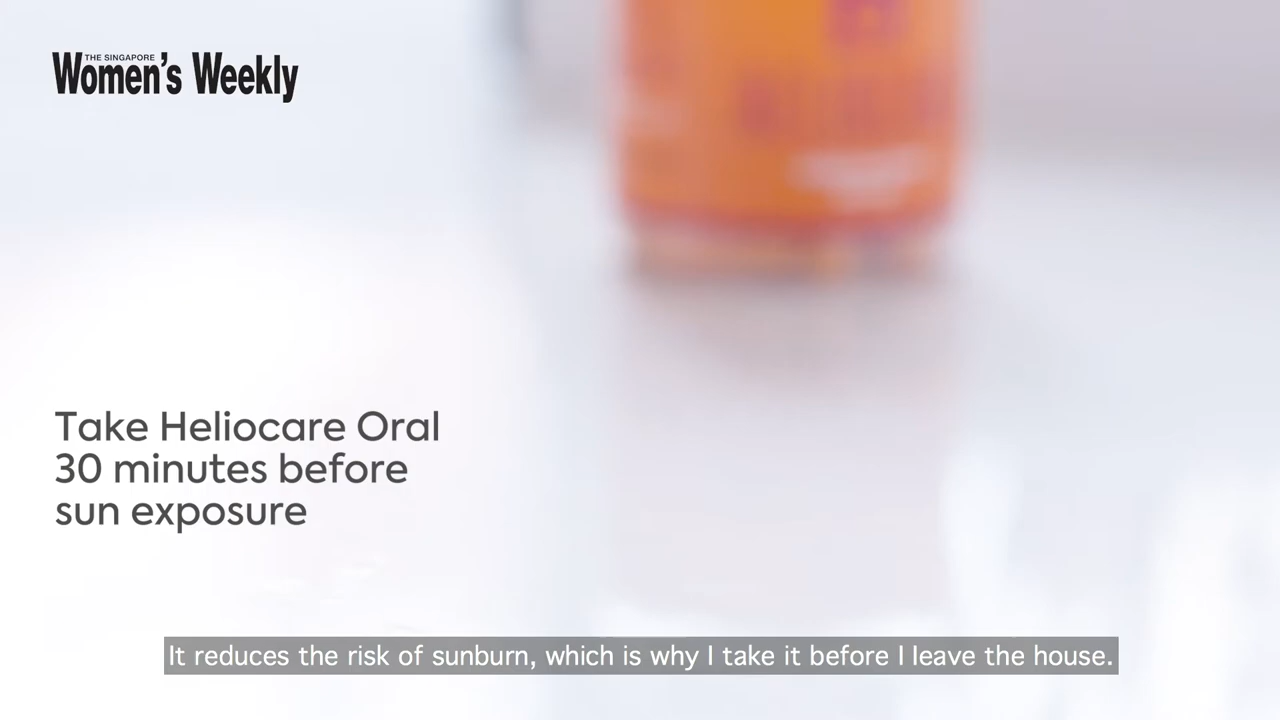 THE SINGAPORE
Women's Weekly
Take Heliocare Oral
30 minutes before
sun exposure
It reduces the risk of sunburn, which is why I take it before I leave the house.